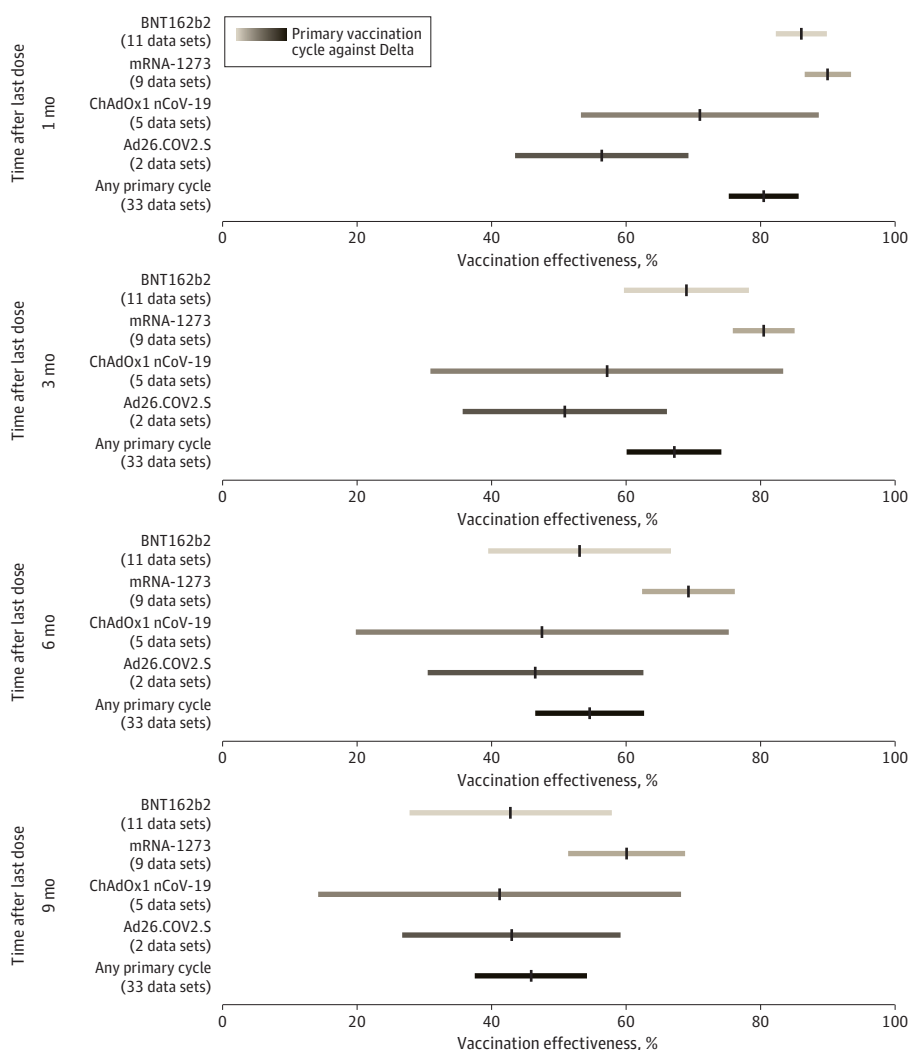 Primary vaccination
cycle against Delta
Time after last dose
1 mo
BNT162b2
(11 data sets)
mRNA-1273
(9 data sets)
ChAdOx1 nCoV-19
(5 data sets)
Ad26.COV2.S
(2 data sets)
Any primary cycle
(33 data sets)
0 20 40 60 80 100
Vaccination effectiveness, %
Time after last dose
3 mo
BNT162b2
(11 data sets)
mRNA-1273
(9 data sets)
ChAdOx1 nCoV-19
(5 data sets)
Ad26.COV2.S
(2 data sets)
Any primary cycle
(33 data sets)
0 20 40 60 80 100
Vaccination effectiveness, %
Time after last dose
6 mo
BNT162b2
(11 data sets)
mRNA-1273
(9 data sets)
ChAdOx1 nCoV-19
(5 data sets)
Ad26.COV2.S
(2 data sets)
Any primary cycle
(33 data sets)
0 20 40 60 80 100
Vaccination effectiveness, %
Time after last dose
9 mo
BNT162b2
(11 data sets)
mRNA-1273
(9 data sets)
ChAdOx1 nCoV-19
(5 data sets)
Ad26.COV2.S
(2 data sets)
Any primary cycle
(33 data sets)
0 20 40 60 80 100
Vaccination effectiveness, %